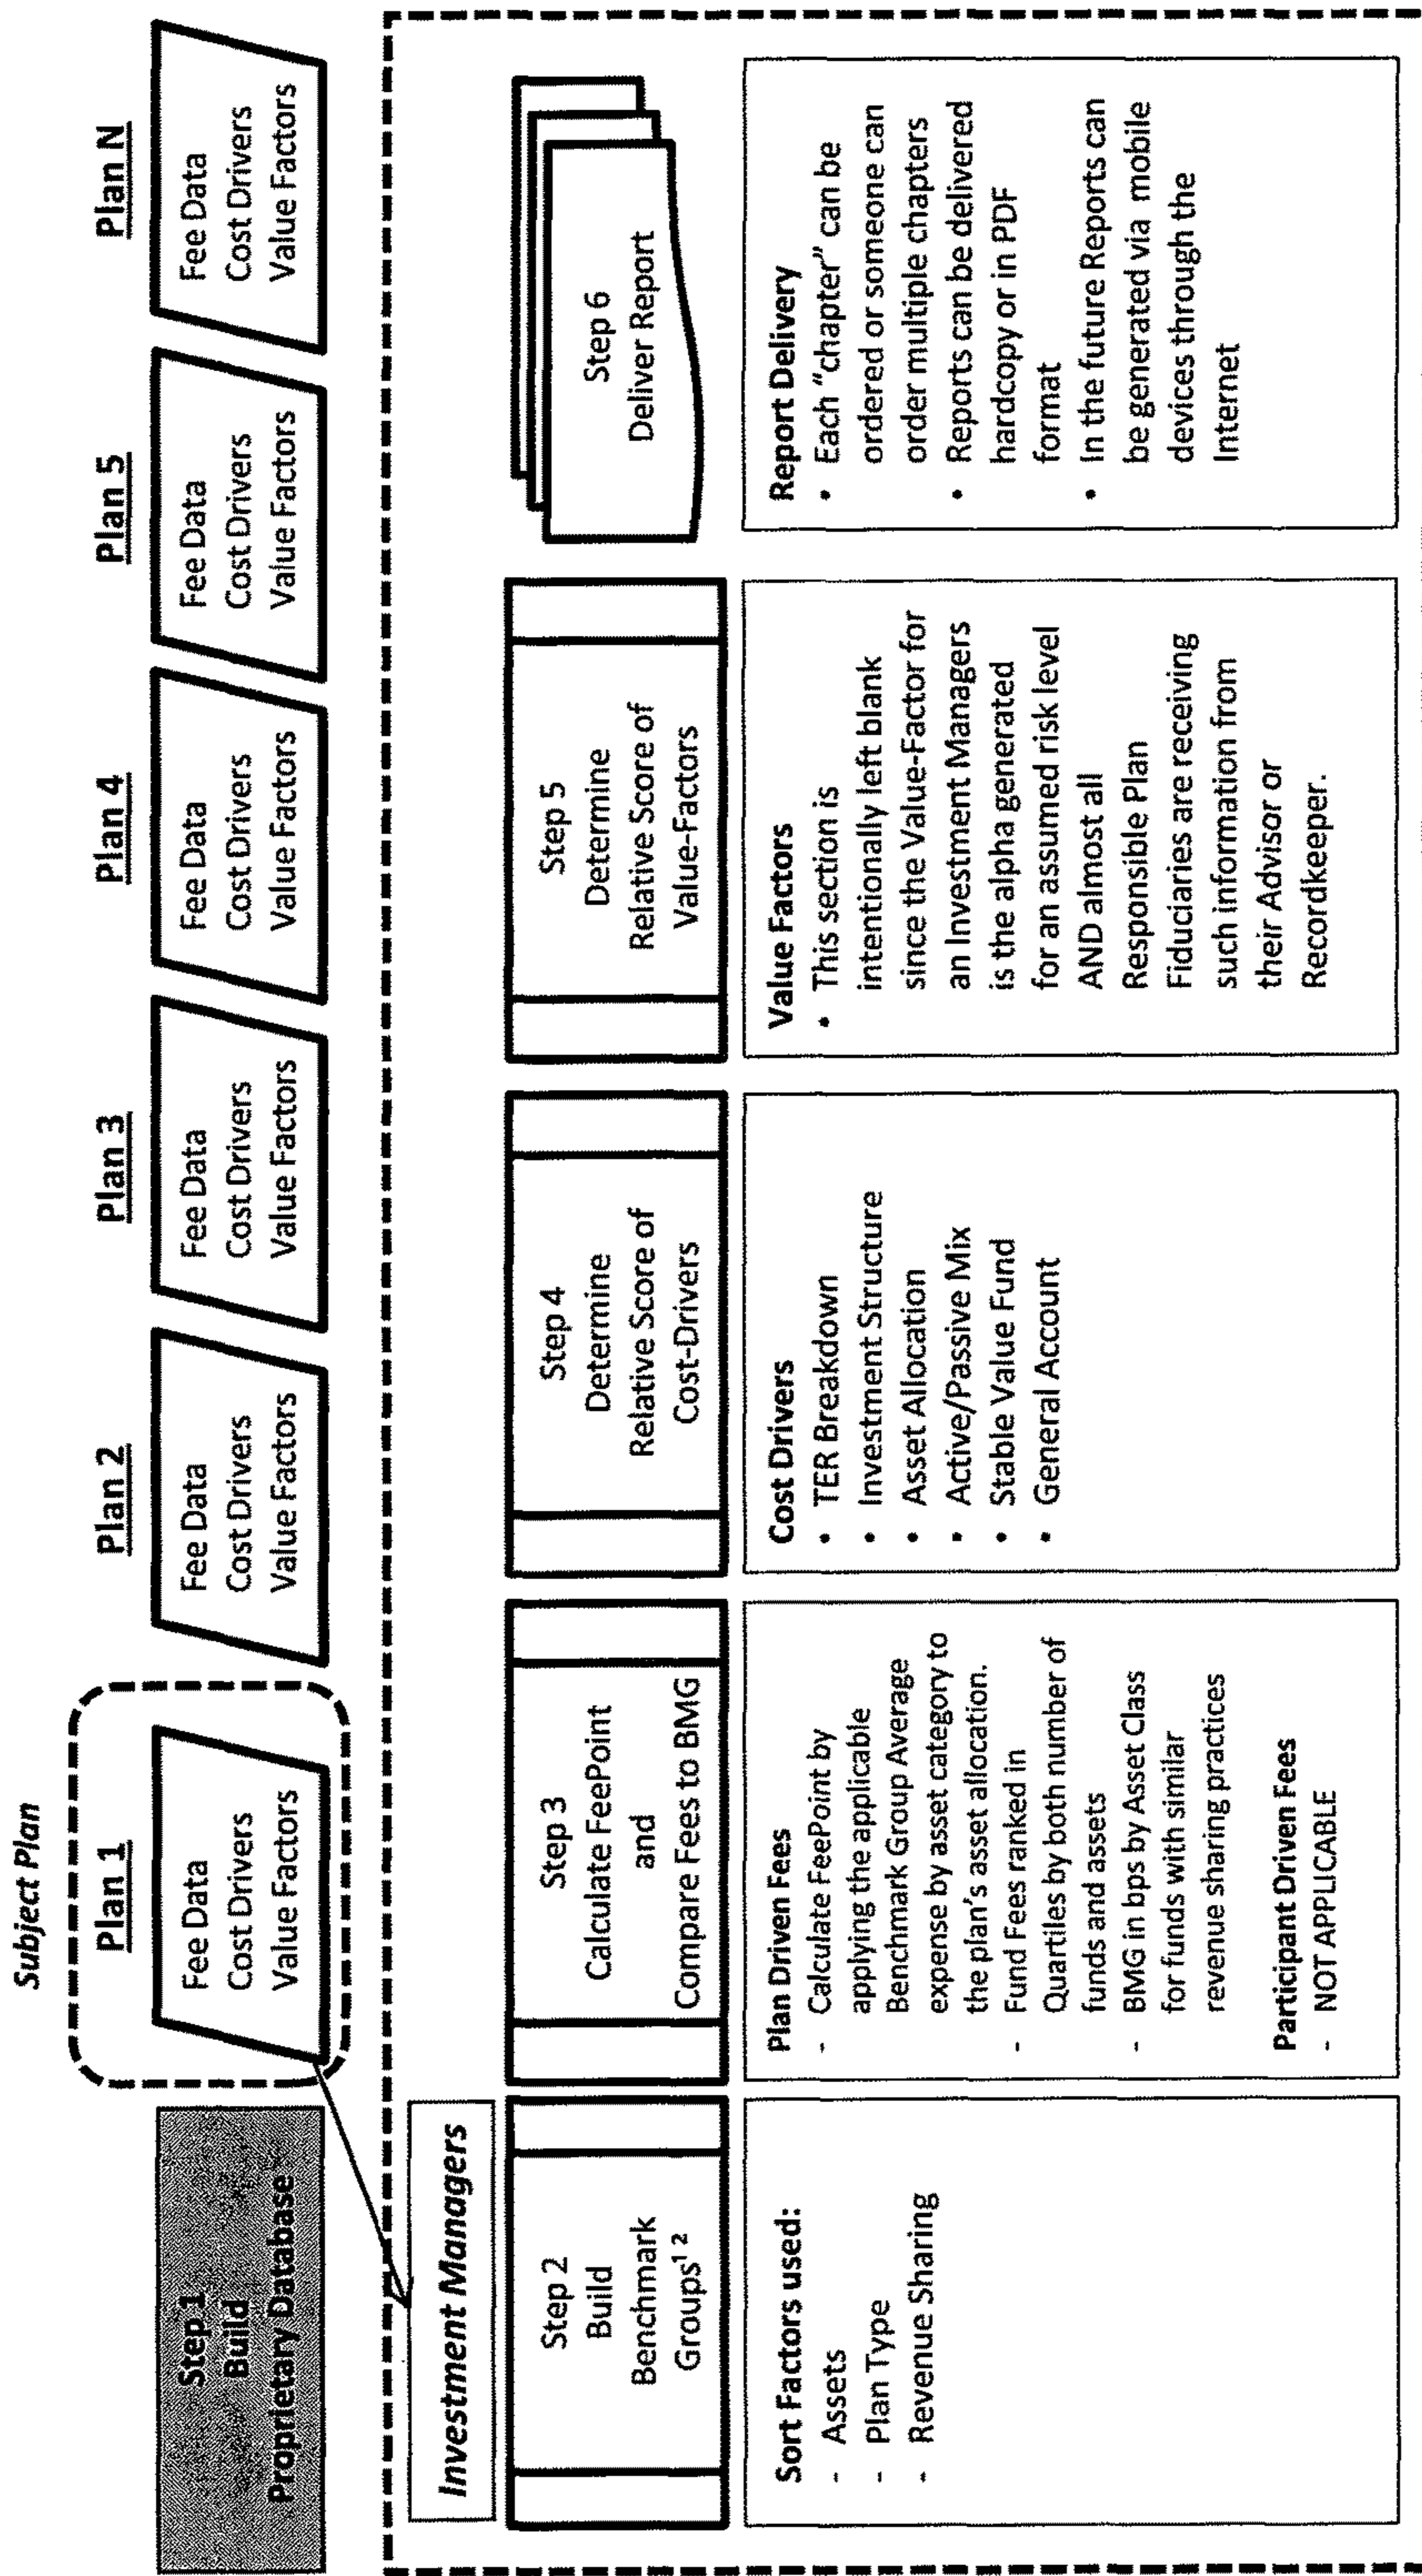 Subject Plan
Plan 1
Plan 2
Plan 3
Plan 4
Plan 5
Plan N
Step 1
Build
Proprietary Database
Fee Data
Cost Drivers
Value Factors
Fee Data
Cost Drivers
Value Factors
Fee Data
Cost Drivers
Value Factors
Fee Data
Cost Drivers
Value Factors
Fee Data
Cost Drivers
Value Factors
Fee Data
Cost Drivers
Value Factors
Investment Managers
Step 2
Build
Benchmark
Groups¹ ²
Sort Factors used:
- Assets
- Plan Type
- Revenue Sharing
Step 3
Calculate FeePoint
and
Compare Fees to BMG
Plan Driven Fees
- Calculate FeePoint by
applying the applicable
Benchmark Group Average
expense by asset category to
the plan's asset allocation.
- Fund Fees ranked in
Quartiles by both number of
funds and assets
- BMG in bps by Asset Class
for funds with similar
revenue sharing practices
Participant Driven Fees
- NOT APPLICABLE
Step 4
Determine
Relative Score of
Cost-Drivers
Cost Drivers
• TER Breakdown
• Investment Structure
• Asset Allocation
• Active/Passive Mix
• Stable Value Fund
• General Account
Step 5
Determine
Relative Score of
Value-Factors
Value Factors
• This section is
intentionally left blank
since the Value-Factor for
an Investment Managers
is the alpha generated
for an assumed risk level
AND almost all
Responsible Plan
Fiduciaries are receiving
such information from
their Advisor or
Recordkeeper.
Step 6
Deliver Report
Report Delivery
• Each "chapter" can be
ordered or someone can
order multiple chapters
• Reports can be delivered
hardcopy or in PDF
format
• In the future Reports can
be generated via mobile
devices through the
Internet